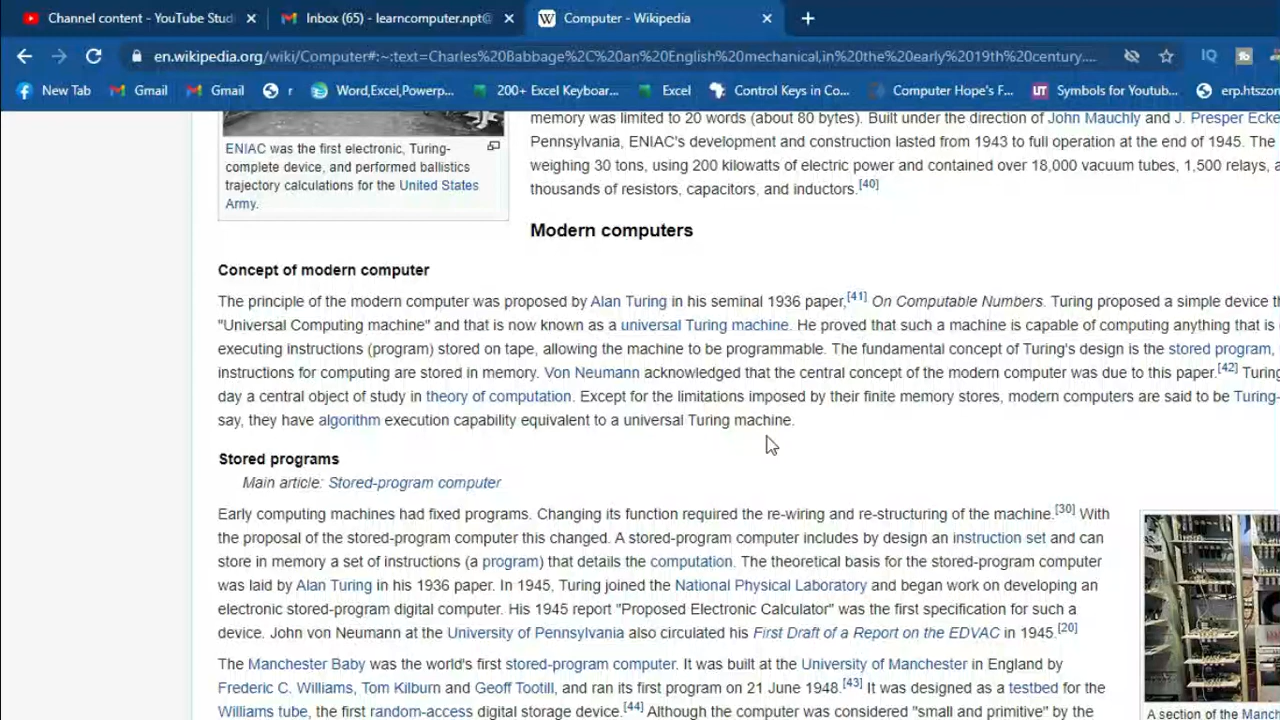 Channel content - YouTube Stud
Inbox (65) - learncomputer.npt@
Computer - Wikipedia
en.wikipedia.org/wiki/Computer#:~:text=Charles%20Babbage%2C%20an%20English%20mechanical,in%20the%20early%2019th%20century....
IQ
New Tab
Gmail
Gmail
r
Word,Excel,Powerp...
200+ Excel Keyboar...
Excel
Control Keys in Co...
Computer Hope's F...
UT
Symbols for Youtub...
erp.htszon
ENIAC was the first electronic, Turing-
complete device, and performed ballistics
trajectory calculations for the United States
Army.
memory was limited to 20 words (about 80 bytes). Built under the direction of John Mauchly and J. Presper Ecke
Pennsylvania, ENIAC's development and construction lasted from 1943 to full operation at the end of 1945. The
weighing 30 tons, using 200 kilowatts of electric power and contained over 18,000 vacuum tubes, 1,500 relays, a
thousands of resistors, capacitors, and inductors.[40]
Modern computers
Concept of modern computer
The principle of the modern computer was proposed by Alan Turing in his seminal 1936 paper,[41] On Computable Numbers. Turing proposed a simple device th
"Universal Computing machine" and that is now known as a universal Turing machine. He proved that such a machine is capable of computing anything that is
executing instructions (program) stored on tape, allowing the machine to be programmable. The fundamental concept of Turing's design is the stored program,
instructions for computing are stored in memory. Von Neumann acknowledged that the central concept of the modern computer was due to this paper.[42] Turing
day a central object of study in theory of computation. Except for the limitations imposed by their finite memory stores, modern computers are said to be Turing-
say, they have algorithm execution capability equivalent to a universal Turing machine.
Stored programs
Main article: Stored-program computer
Early computing machines had fixed programs. Changing its function required the re-wiring and re-structuring of the machine.[30] With
the proposal of the stored-program computer this changed. A stored-program computer includes by design an instruction set and can
store in memory a set of instructions (a program) that details the computation. The theoretical basis for the stored-program computer
was laid by Alan Turing in his 1936 paper. In 1945, Turing joined the National Physical Laboratory and began work on developing an
electronic stored-program digital computer. His 1945 report "Proposed Electronic Calculator" was the first specification for such a
device. John von Neumann at the University of Pennsylvania also circulated his First Draft of a Report on the EDVAC in 1945.[20]
The Manchester Baby was the world's first stored-program computer. It was built at the University of Manchester in England by
Frederic C. Williams, Tom Kilburn and Geoff Tootill, and ran its first program on 21 June 1948.[43] It was designed as a testbed for the
Williams tube, the first random-access digital storage device.[44] Although the computer was considered "small and primitive" by the
A section of the Manch